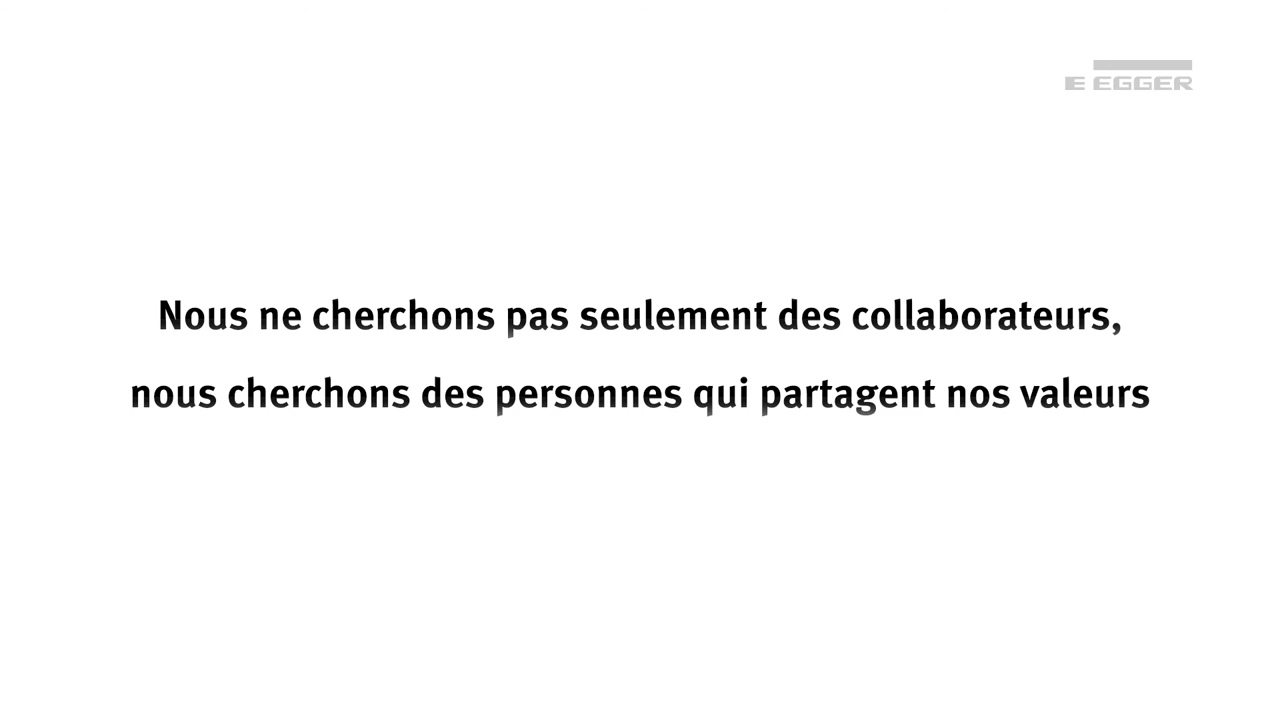 E EGGER
Nous ne cherchons pas seulement des collaborateurs,
nous cherchons des personnes qui partagent nos valeurs